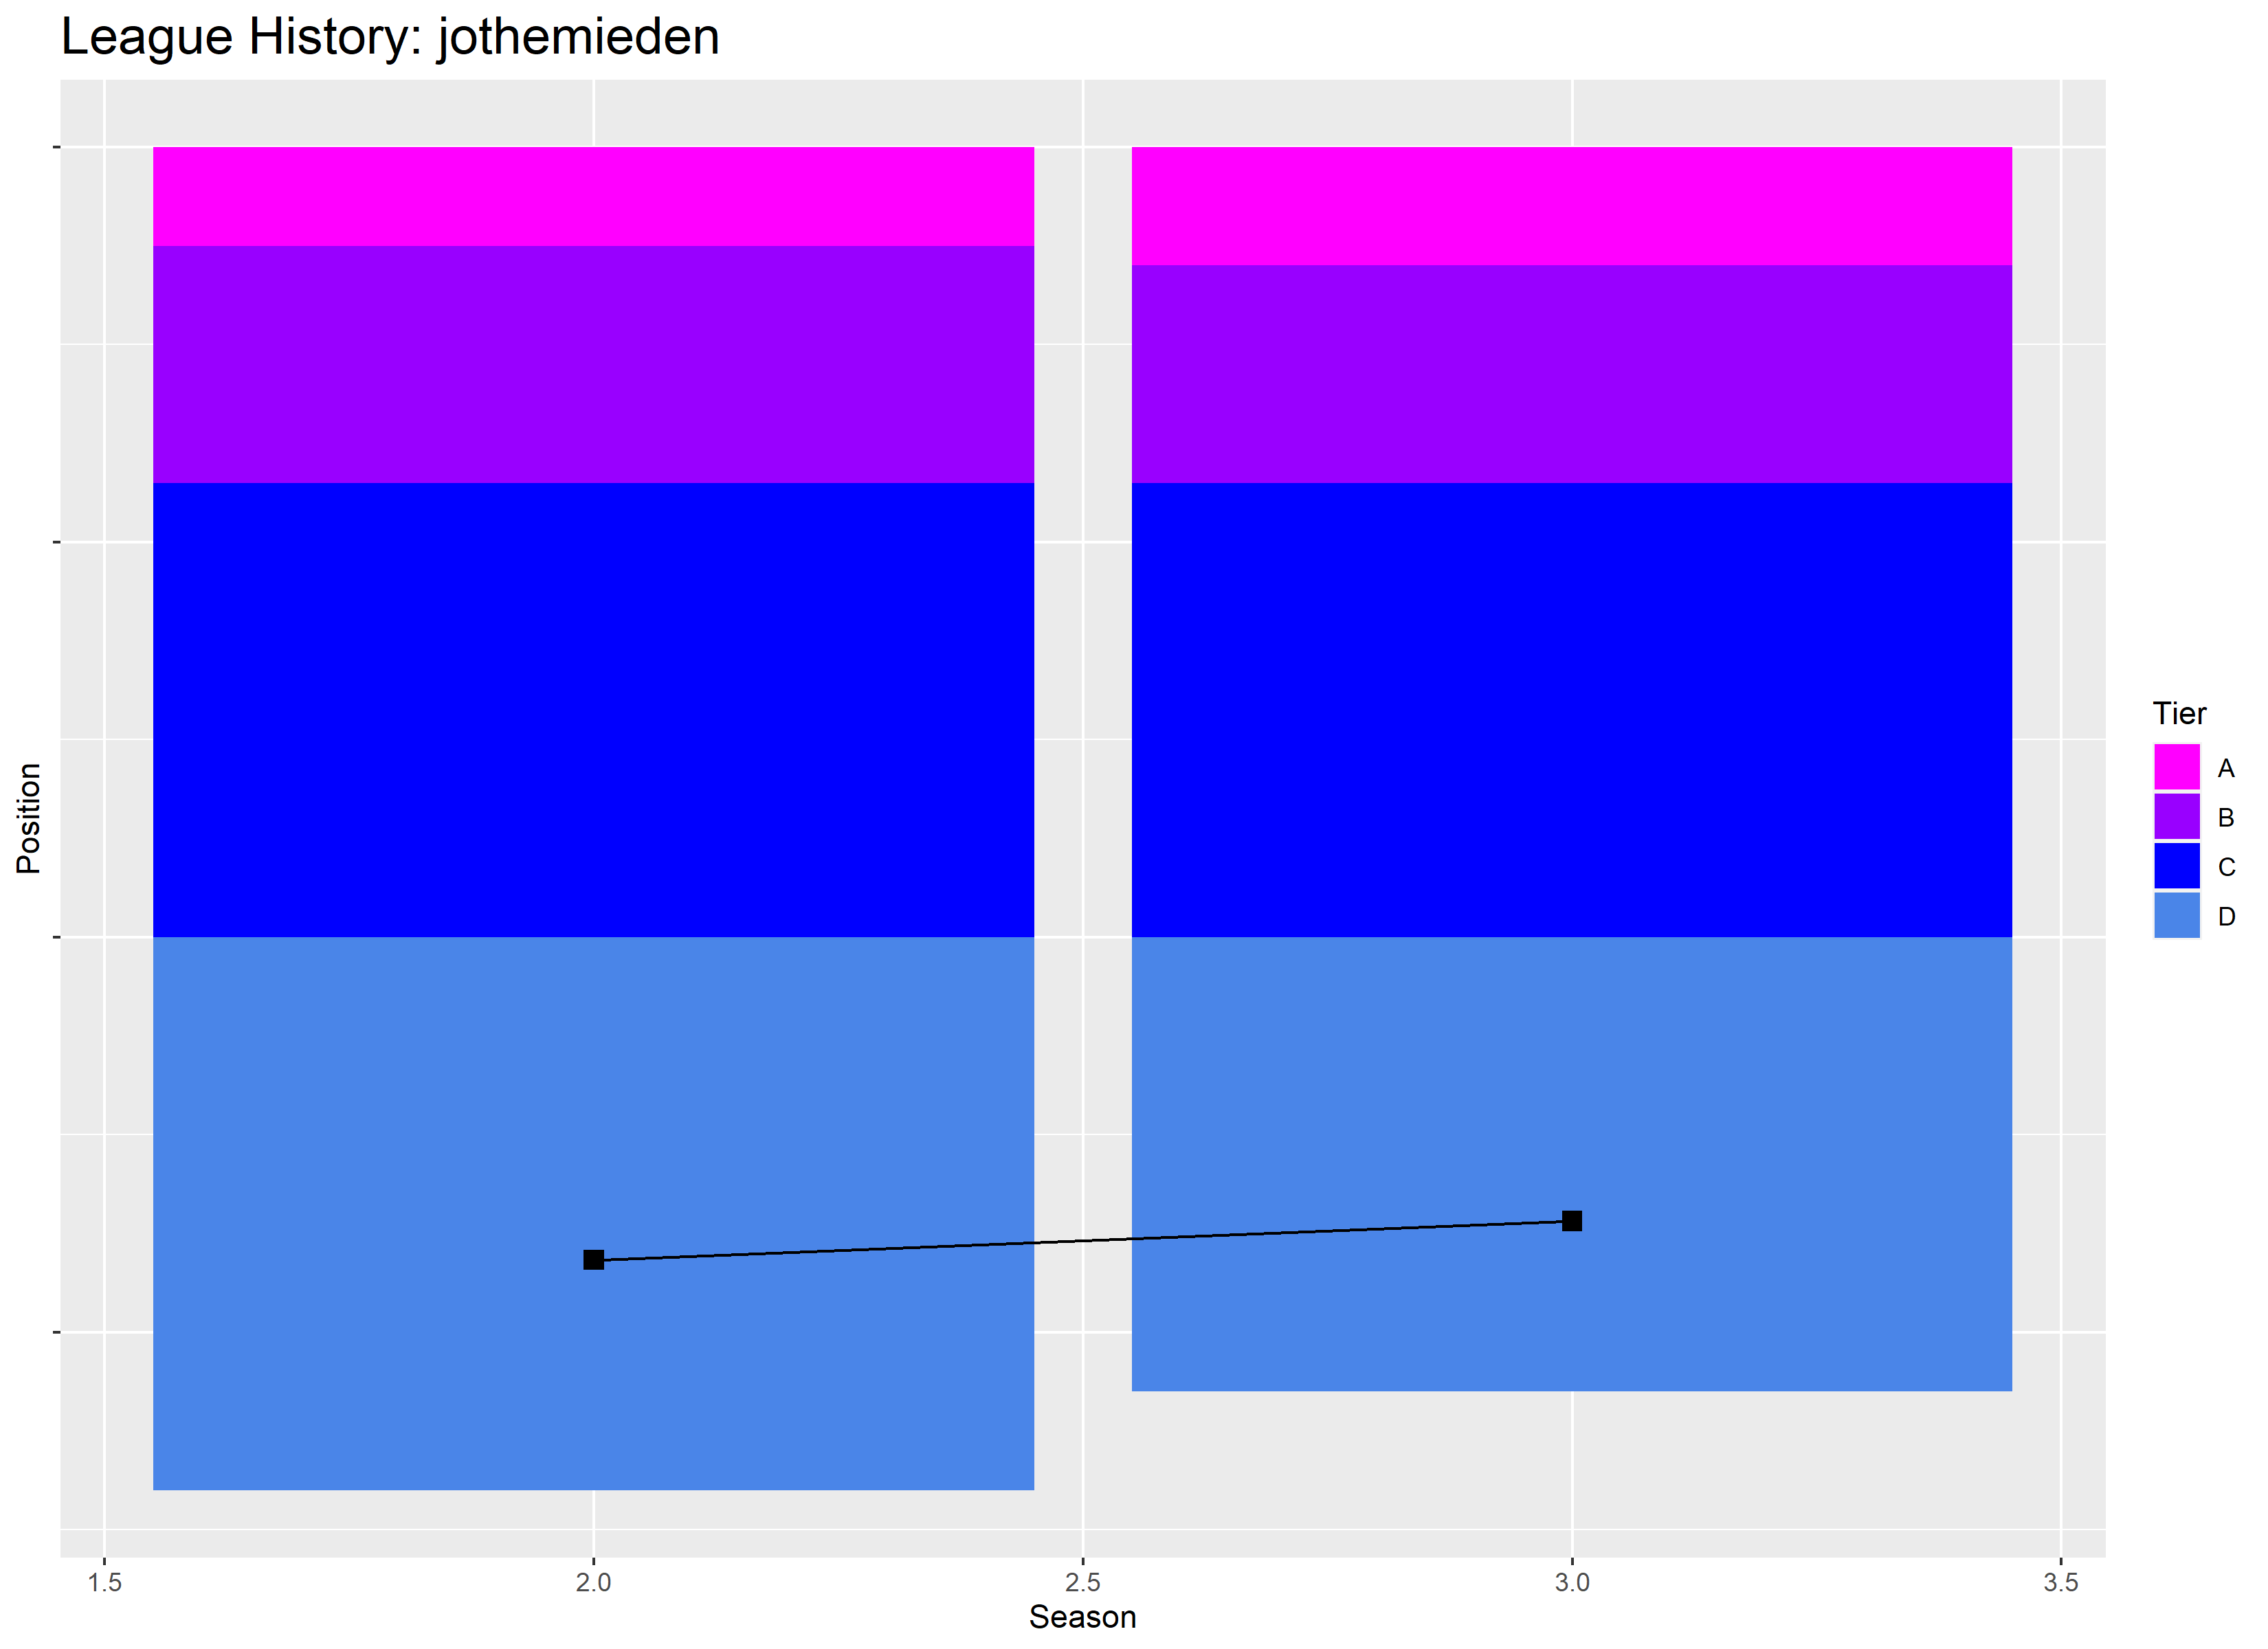 League History: jothemieden
Position
Tier
A
B
C
D
1.5 2.0 2.5 3.0 3.5
Season